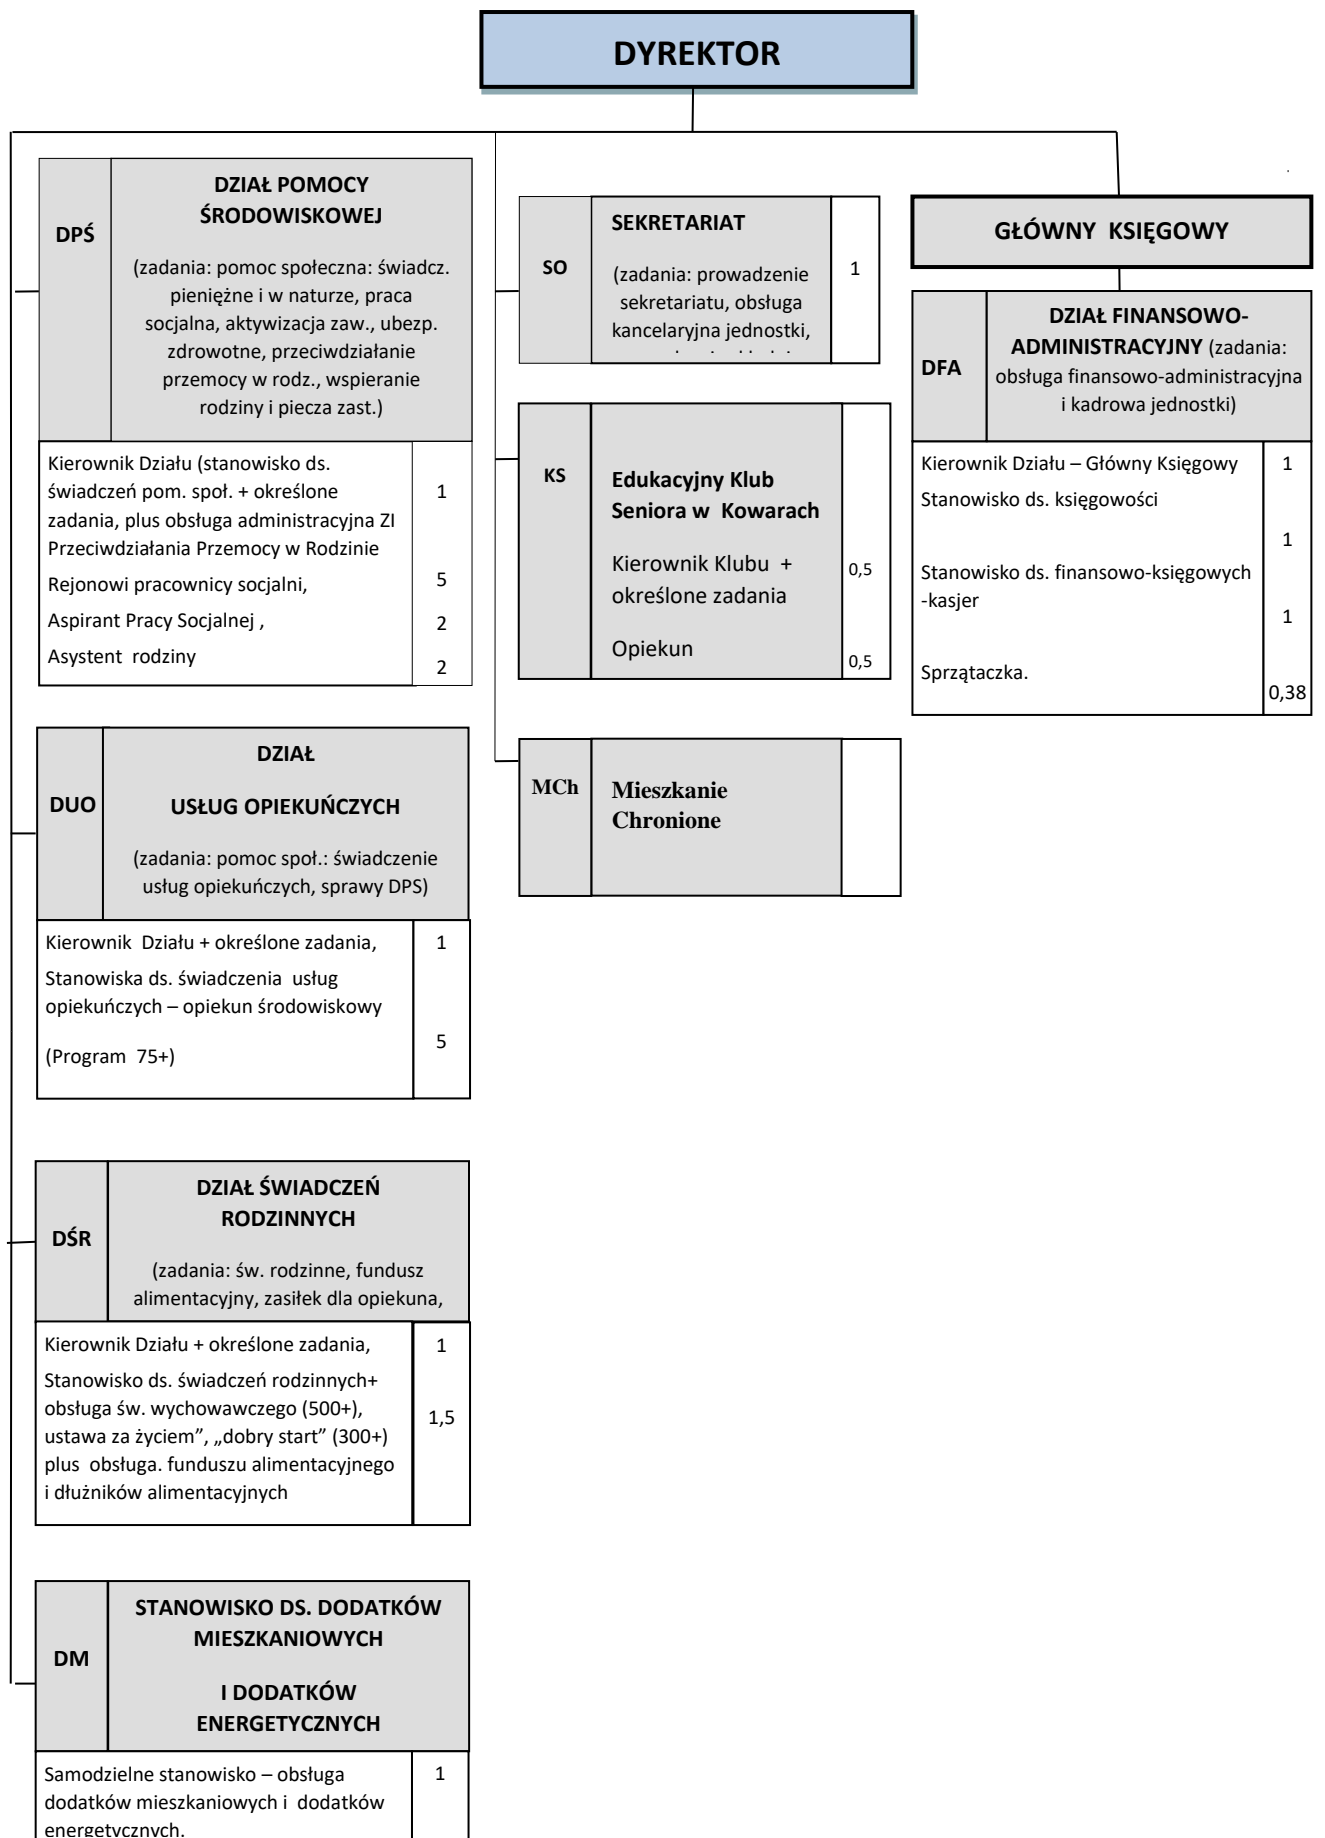 DYREKTOR
DPŚ
DZIAŁ POMOCY
ŚRODOWISKOWEJ
(zadania: pomoc społeczna: świadcz.
pieniężne i w naturze, praca
socjalna, aktywizacja zaw., ubezp.
zdrowotne, przeciwdziałanie
przemocy w rodz., wspieranie
rodziny i piecza zast.)
Kierownik Działu (stanowisko ds.
świadczeń pom. społ. + określone
zadania, plus obsługa administracyjna ZI
Przeciwdziałania Przemocy w Rodzinie
1
Rejonowi pracownicy socjalni,
5
Aspirant Pracy Socjalnej ,
2
Asystent rodziny
2
DUO
DZIAŁ
USŁUG OPIEKUŃCZYCH
(zadania: pomoc społ.: świadczenie
usług opiekuńczych, sprawy DPS)
Kierownik Działu + określone zadania,
1
Stanowiska ds. świadczenia usług
opiekuńczych – opiekun środowiskowy
(Program 75+)
5
DŚR
DZIAŁ ŚWIADCZEŃ
RODZINNYCH
(zadania: św. rodzinne, fundusz
alimentacyjny, zasiłek dla opiekuna,
Kierownik Działu + określone zadania,
1
Stanowisko ds. świadczeń rodzinnych+
obsługa św. wychowawczego (500+),
ustawa za życiem”, „dobry start” (300+)
plus obsługa. funduszu alimentacyjnego
i dłużników alimentacyjnych
1,5
DM
STANOWISKO DS. DODATKÓW
MIESZKANIOWYCH
I DODATKÓW
ENERGETYCZNYCH
Samodzielne stanowisko – obsługa
dodatków mieszkaniowych i dodatków
energetycznych.
1
SO
SEKRETARIAT
(zadania: prowadzenie
sekretariatu, obsługa
kancelaryjna jednostki,
1
KS
Edukacyjny Klub
Seniora w Kowarach
Kierownik Klubu +
określone zadania
0,5
Opiekun
0,5
MCh
Mieszkanie
Chronione
GŁÓWNY KSIĘGOWY
DFA
DZIAŁ FINANSOWO-
ADMINISTRACYJNY (zadania:
obsługa finansowo-administracyjna
i kadrowa jednostki)
Kierownik Działu – Główny Księgowy
1
Stanowisko ds. księgowości
1
Stanowisko ds. finansowo-księgowych
-kasjer
1
Sprzątaczka.
0,38